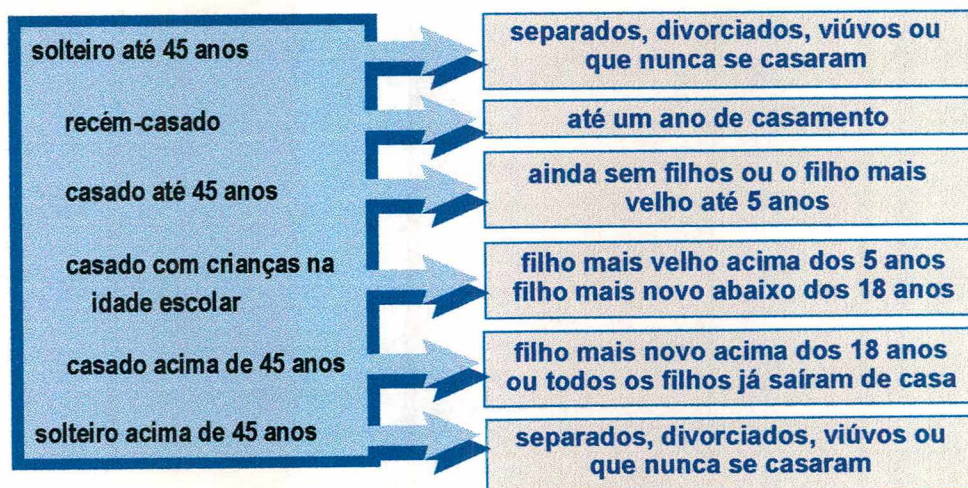 solteiro até 45 anos
separados, divorciados, viúvos ou
que nunca se casaram
recém-casado
até um ano de casamento
casado até 45 anos
ainda sem filhos ou o filho mais
velho até 5 anos
casado com crianças na
idade escolar
filho mais velho acima dos 5 anos
filho mais novo abaixo dos 18 anos
casado acima de 45 anos
filho mais novo acima dos 18 anos
ou todos os filhos já saíram de casa
solteiro acima de 45 anos
separados, divorciados, viúvos ou
que nunca se casaram